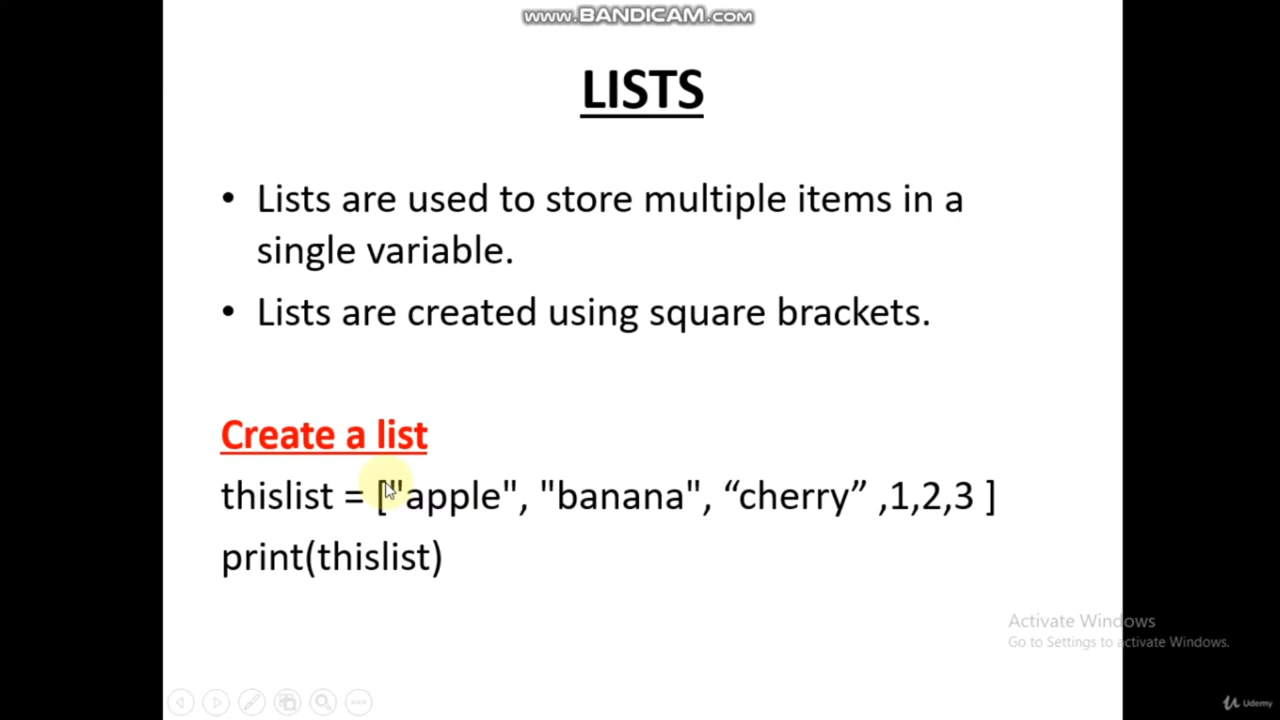 www.BANDICAM.com
LISTS
• Lists are used to store multiple items in a
single variable.
• Lists are created using square brackets.
Create a list
thislist = ["apple", "banana", “cherry” ,1,2,3 ]
print(thislist)
Activate Windows
Go to Settings to activate Windows.
Udemy